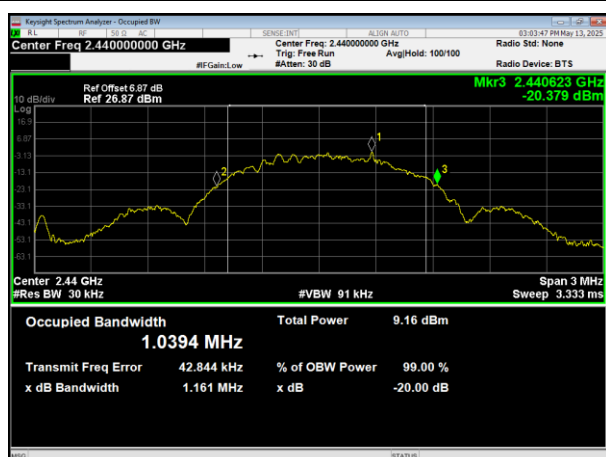 Keysight Spectrum Analyzer - Occupied BW
RL RF 50 Ω AC SENSE:INT ALIGN AUTO 03:03:47 PM May 13, 2025
Center Freq 2.440000000 GHz Center Freq: 2.440000000 GHz Radio Std: None
Trig: Free Run Avg|Hold: 100/100
#IFGain:Low #Atten: 30 dB Radio Device: BTS
Ref Offset 6.87 dB Mkr3 2.440623 GHz
10 dB/div Ref 26.87 dBm -20.379 dBm
Log
16.9
6.87
1
-3.13
-13.1
2 3
-23.1
-33.1
-43.1
-53.1
-63.1
Center 2.44 GHz Span 3 MHz
#Res BW 30 kHz #VBW 91 kHz Sweep 3.333 ms
Occupied Bandwidth Total Power 9.16 dBm
1.0394 MHz
Transmit Freq Error 42.844 kHz % of OBW Power 99.00 %
x dB Bandwidth 1.161 MHz x dB -20.00 dB
MSG STATUS